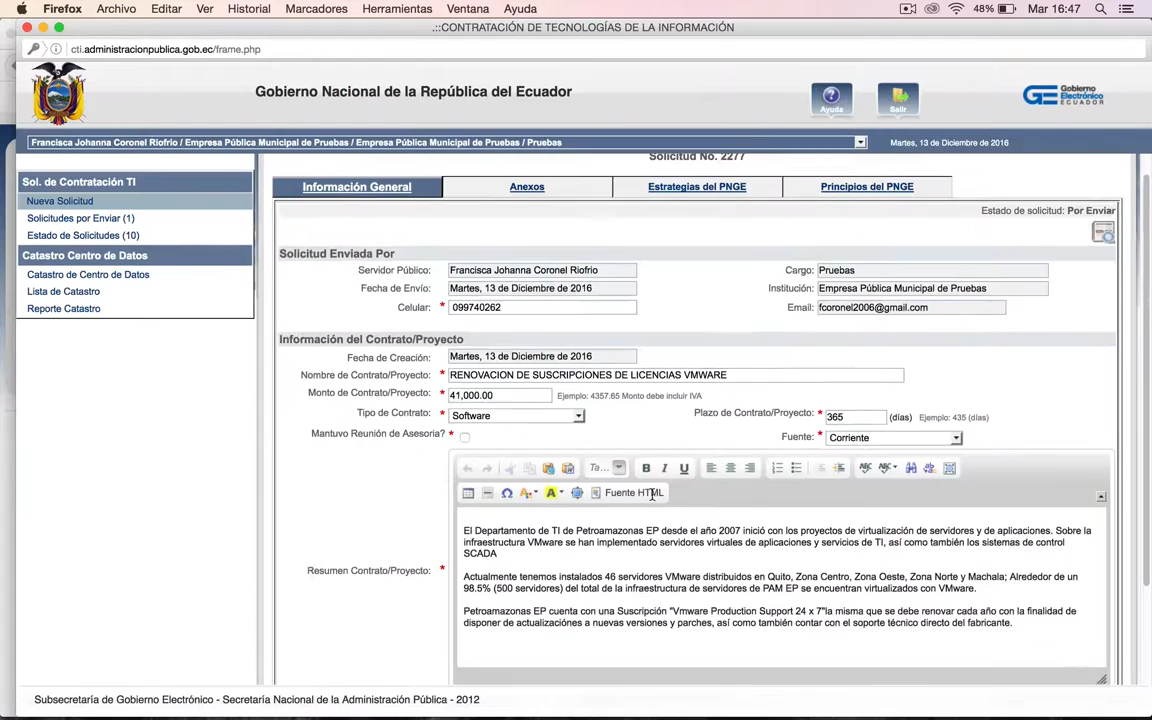 Firefox Archivo Editar Ver Historial Marcadores Herramientas Ventana Ayuda 48% Mar 16:47
.::CONTRATACIÓN DE TECNOLOGÍAS DE LA INFORMACIÓN
cti.administracionpublica.gob.ec/frame.php
Gobierno Nacional de la República del Ecuador
Ayuda Salir
Gobierno Electrónico ECUADOR
Francisca Johanna Coronel Riofrio / Empresa Pública Municipal de Pruebas / Empresa Pública Municipal de Pruebas / Pruebas
Martes, 13 de Diciembre de 2016
Sol. de Contratación TI
Nueva Solicitud
Solicitudes por Enviar (1)
Estado de Solicitudes (10)
Catastro Centro de Datos
Catastro de Centro de Datos
Lista de Catastro
Reporte Catastro
Solicitud No. 2277
Información General Anexos Estrategias del PNGE Principios del PNGE
Estado de solicitud: Por Enviar
Solicitud Enviada Por
Servidor Público: Francisca Johanna Coronel Riofrio Cargo: Pruebas
Fecha de Envío: Martes, 13 de Diciembre de 2016 Institución: Empresa Pública Municipal de Pruebas
Celular: * 099740262 Email: fcoronel2006@gmail.com
Información del Contrato/Proyecto
Fecha de Creación: Martes, 13 de Diciembre de 2016
Nombre de Contrato/Proyecto: * RENOVACION DE SUSCRIPCIONES DE LICENCIAS VMWARE
Monto de Contrato/Proyecto: * 41,000.00 Ejemplo: 4357.65 Monto debe incluir IVA
Tipo de Contrato: * Software Plazo de Contrato/Proyecto: * 365 (días) Ejemplo: 435 (días)
Mantuvo Reunión de Asesoria? * Fuente: * Corriente
Ta... B I U
Fuente HTML
Resumen Contrato/Proyecto: *
El Departamento de TI de Petroamazonas EP desde el año 2007 inició con los proyectos de virtualización de servidores y de aplicaciones. Sobre la
infraestructura VMware se han implementado servidores virtuales de aplicaciones y servicios de TI, así como también los sistemas de control
SCADA
Actualmente tenemos instalados 46 servidores VMware distribuidos en Quito, Zona Centro, Zona Oeste, Zona Norte y Machala; Alrededor de un
98.5% (500 servidores) del total de la infraestructura de servidores de PAM EP se encuentran virtualizados con VMware.
Petroamazonas EP cuenta con una Suscripción "Vmware Production Support 24 x 7"la misma que se debe renovar cada año con la finalidad de
disponer de actualizaciónes a nuevas versiones y parches, así como también contar con el soporte técnico directo del fabricante.
Subsecretaría de Gobierno Electrónico - Secretaría Nacional de la Administración Pública - 2012